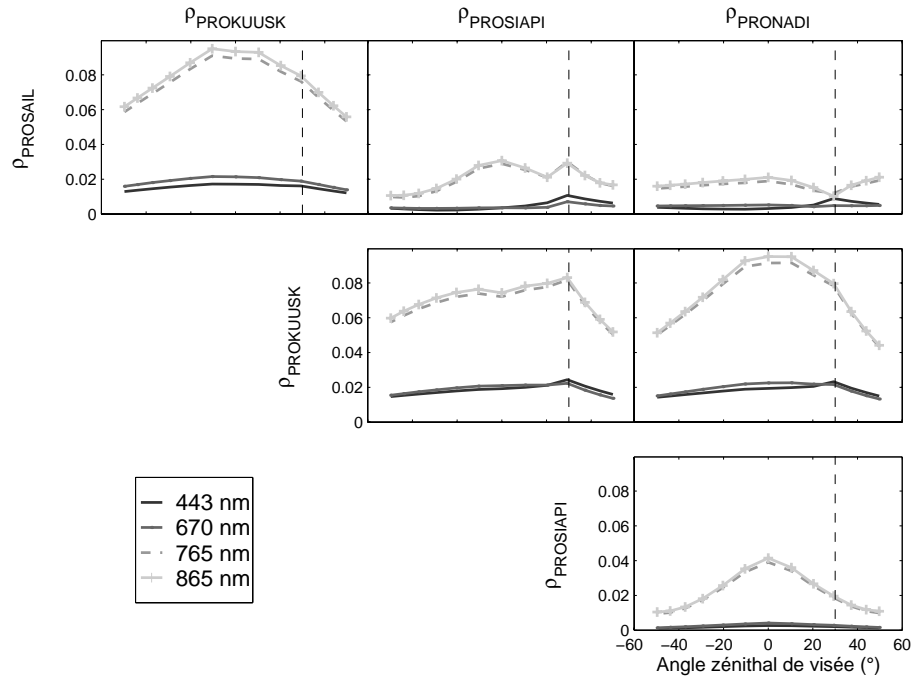 ρPROKUUSK ρPROSIAPI ρPRONADI
ρPROSAIL
0.08
0.06
0.04
0.02
0
ρPROKUUSK
0.08
0.06
0.04
0.02
0
443 nm
670 nm
765 nm
865 nm
ρPROSIAPI
0.08
0.06
0.04
0.02
0
−60 −40 −20 0 20 40 60
Angle zénithal de visée (°)